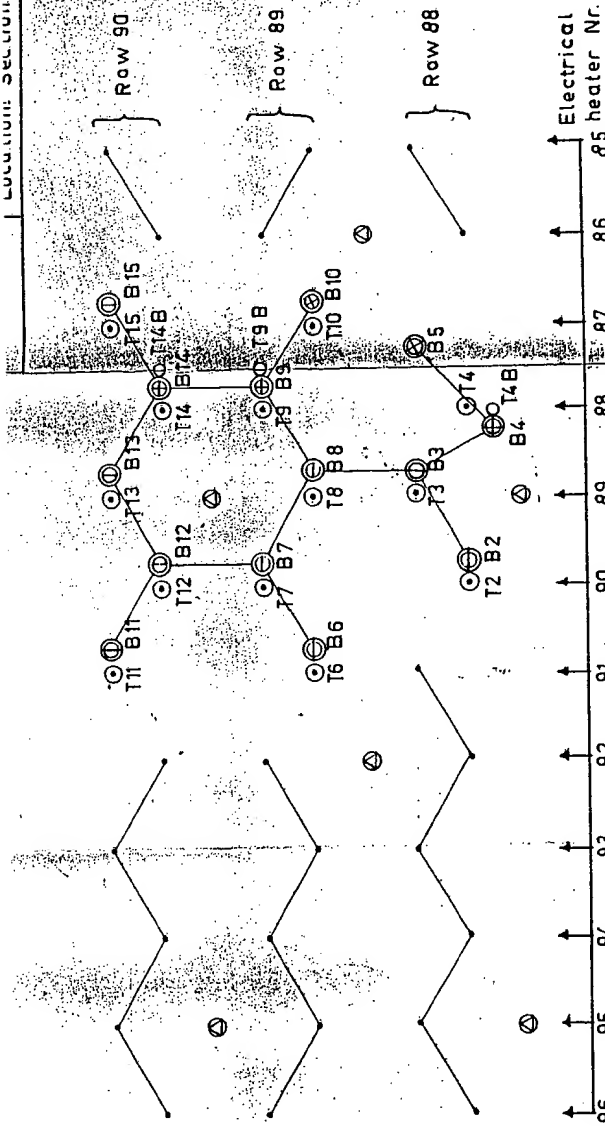 Location: Section
Row 90
Row 89
Row 88
T11 B11
T12 B12
T13 B13
T14 B14
T14B
T15 B15
T6 B6
T7 B7
T8 B8
T9 B9
T9 B
T10 B10
T2 B2
T3 B3
T4
T4B
B4
B5
Electrical
heater Nr.
96 95 94 93 92 91 90 89 88 87 86 85